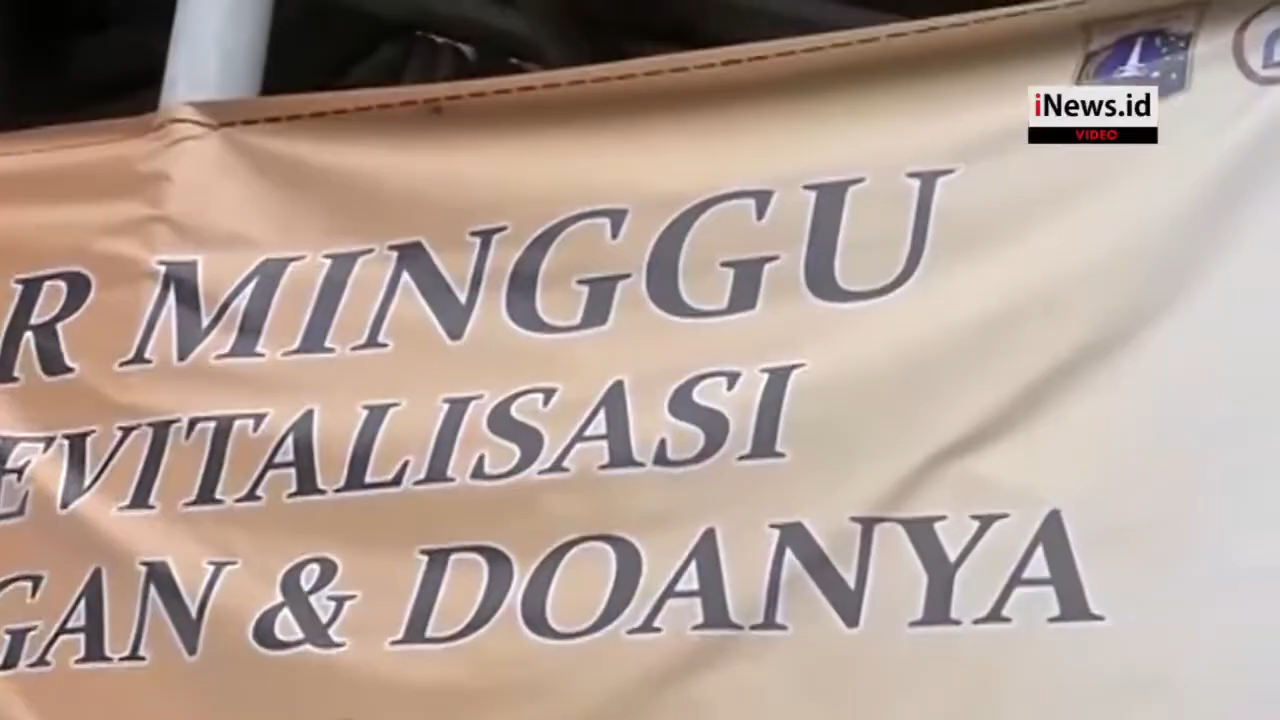 iNews.id
VIDEO
R MINGGU
EVITALISASI
GAN & DOANYA